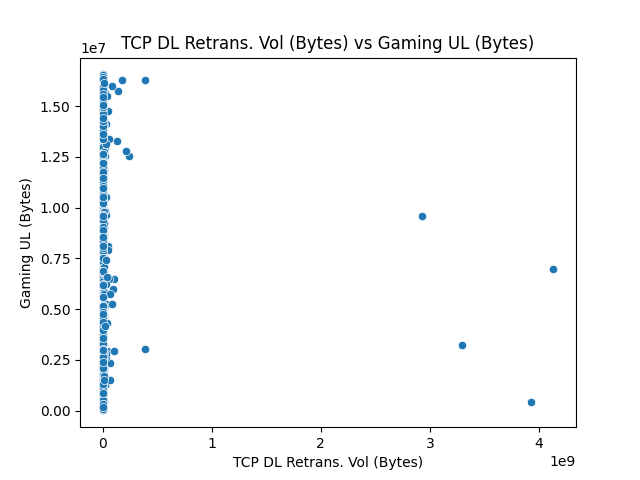 TCP DL Retrans. Vol (Bytes) vs Gaming UL (Bytes)
1e7
1.50
1.25
1.00
0.75
0.50
0.25
0.00
Gaming UL (Bytes)
0 1 2 3 4
1e9
TCP DL Retrans. Vol (Bytes)